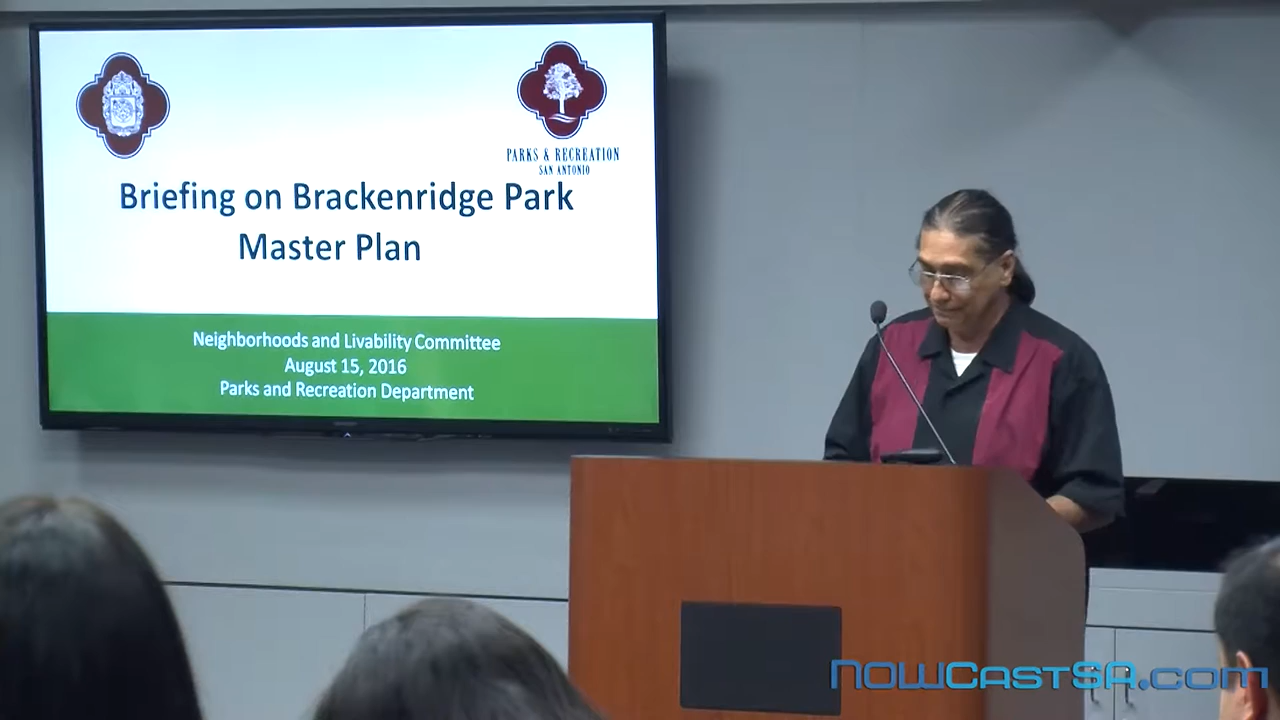 PARKS & RECREATION
SAN ANTONIO
Briefing on Brackenridge Park
Master Plan
Neighborhoods and Livability Committee
August 15, 2016
Parks and Recreation Department
NowCastSA.com